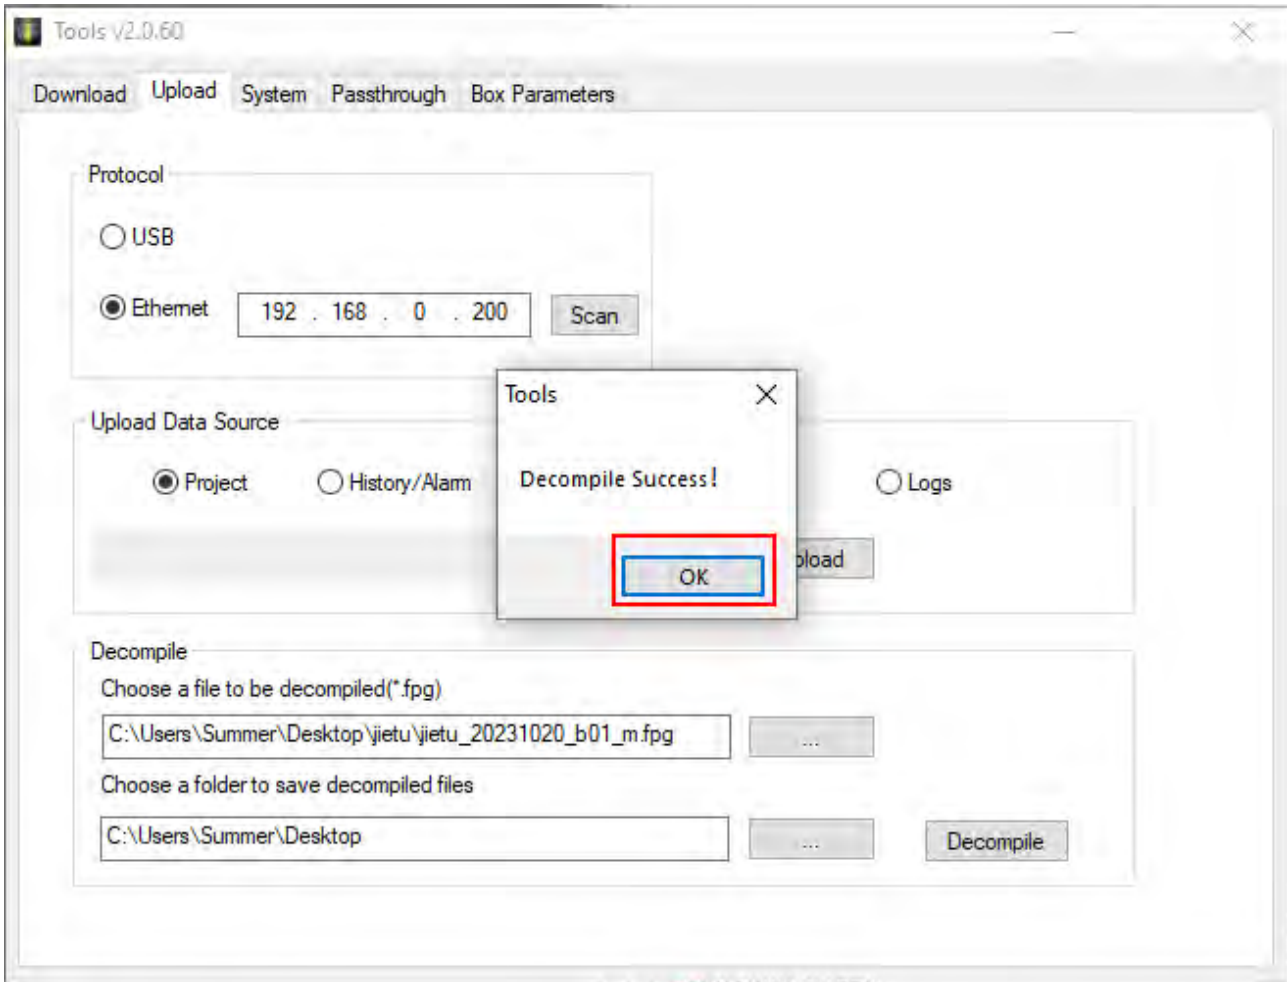 Tools v2.0.60
Download Upload System Passthrough Box Parameters
Protocol
USB
Ethernet 192 . 168 . 0 . 200 Scan
Tools
Upload Data Source
Project History/Alarm Decompile Success! Logs
OK pload
Decompile
Choose a file to be decompiled(*.fpg)
C:\Users\Summer\Desktop\jietu\jietu_20231020_b01_m.fpg ...
Choose a folder to save decompiled files
C:\Users\Summer\Desktop ... Decompile